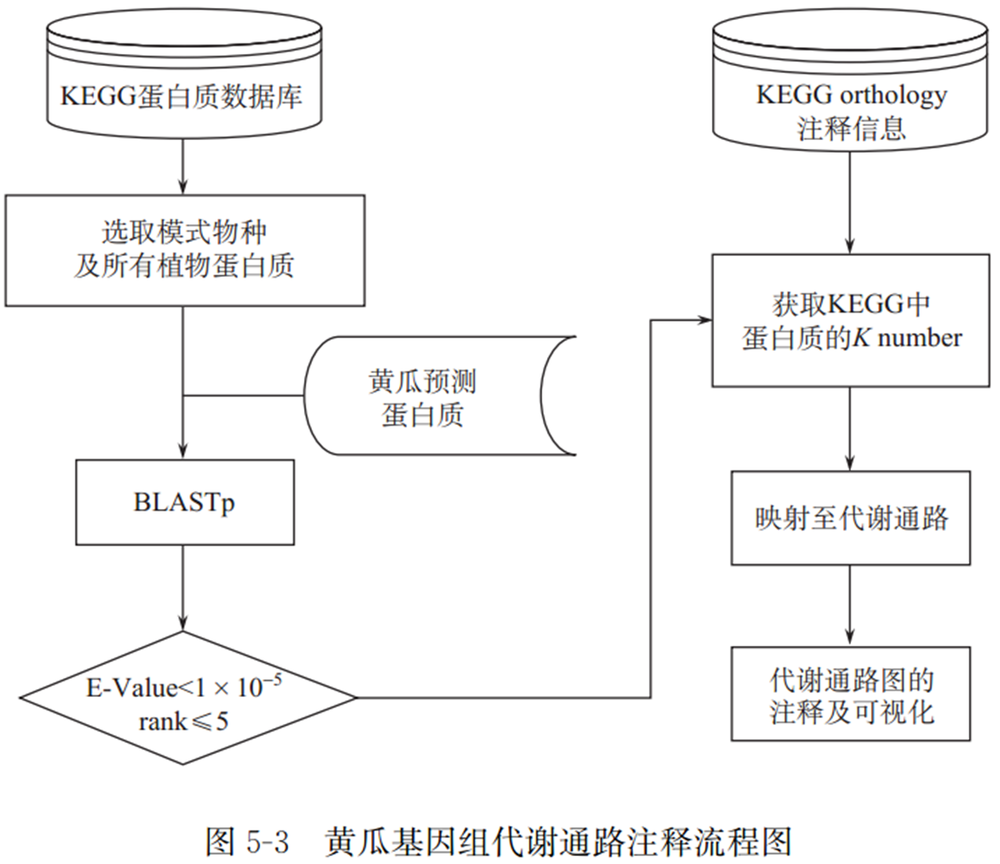 KEGG蛋白质数据库
选取模式物种
及所有植物蛋白质
黄瓜预测
蛋白质
BLASTp
E-Value<1 × 10⁻⁵
rank⩽5
KEGG orthology
注释信息
获取KEGG中
蛋白质的K number
映射至代谢通路
代谢通路图的
注释及可视化
图 5-3 黄瓜基因组代谢通路注释流程图